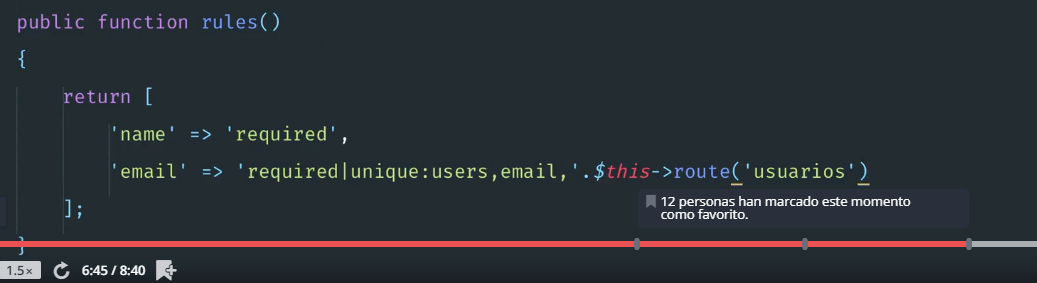 public function rules()
{
return [
'name' => 'required',
'email' => 'required|unique:users,email,'.$this->route('usuarios')
];
}
12 personas han marcado este momento
como favorito.
1.5× 6:45 / 8:40